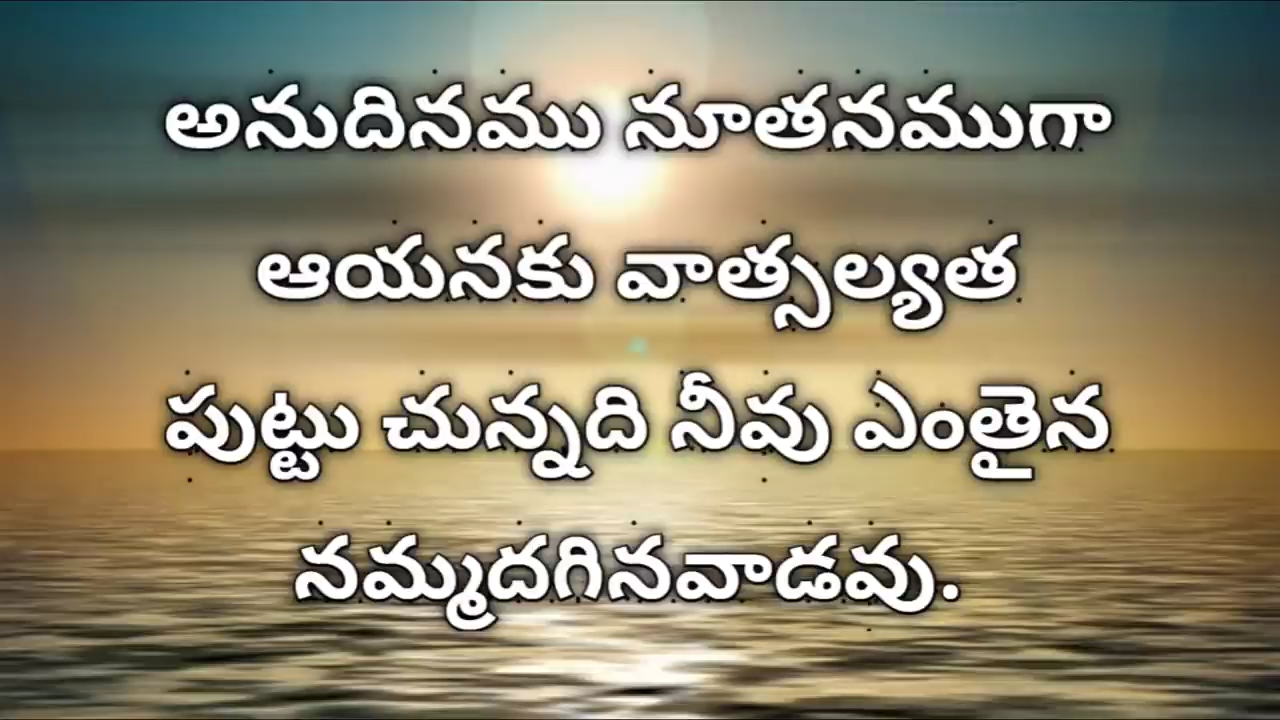 అనుదినము నూతనముగా
ఆయనకు వాత్సల్యత
పుట్టు చున్నది నీవు ఎంతైన
నమ్మదగినవాడవు.